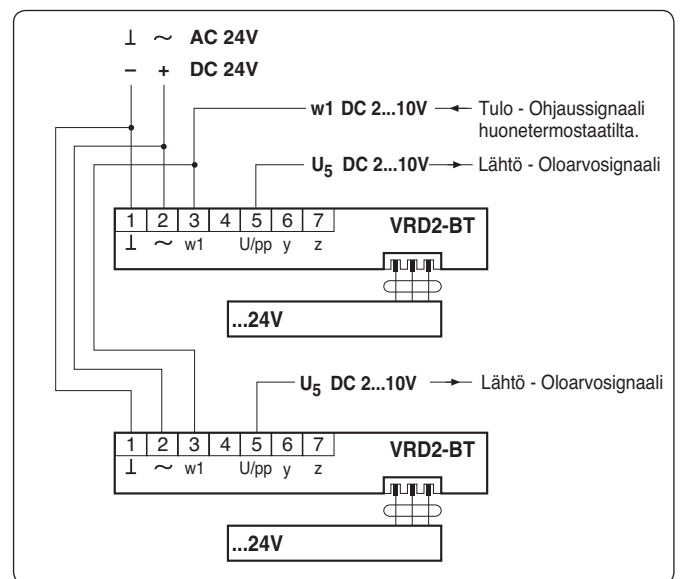 ⊥ ~ AC 24V
– + DC 24V
w1 DC 2...10V Tulo - Ohjaussignaali
huonetermostaatilta.
U5 DC 2...10V Lähtö - Oloarvosignaali
1 2 3 4 5 6 7 VRD2-BT
⊥ ~ w1 U/pp y z
...24V
U5 DC 2...10V Lähtö - Oloarvosignaali
1 2 3 4 5 6 7 VRD2-BT
⊥ ~ w1 U/pp y z
...24V